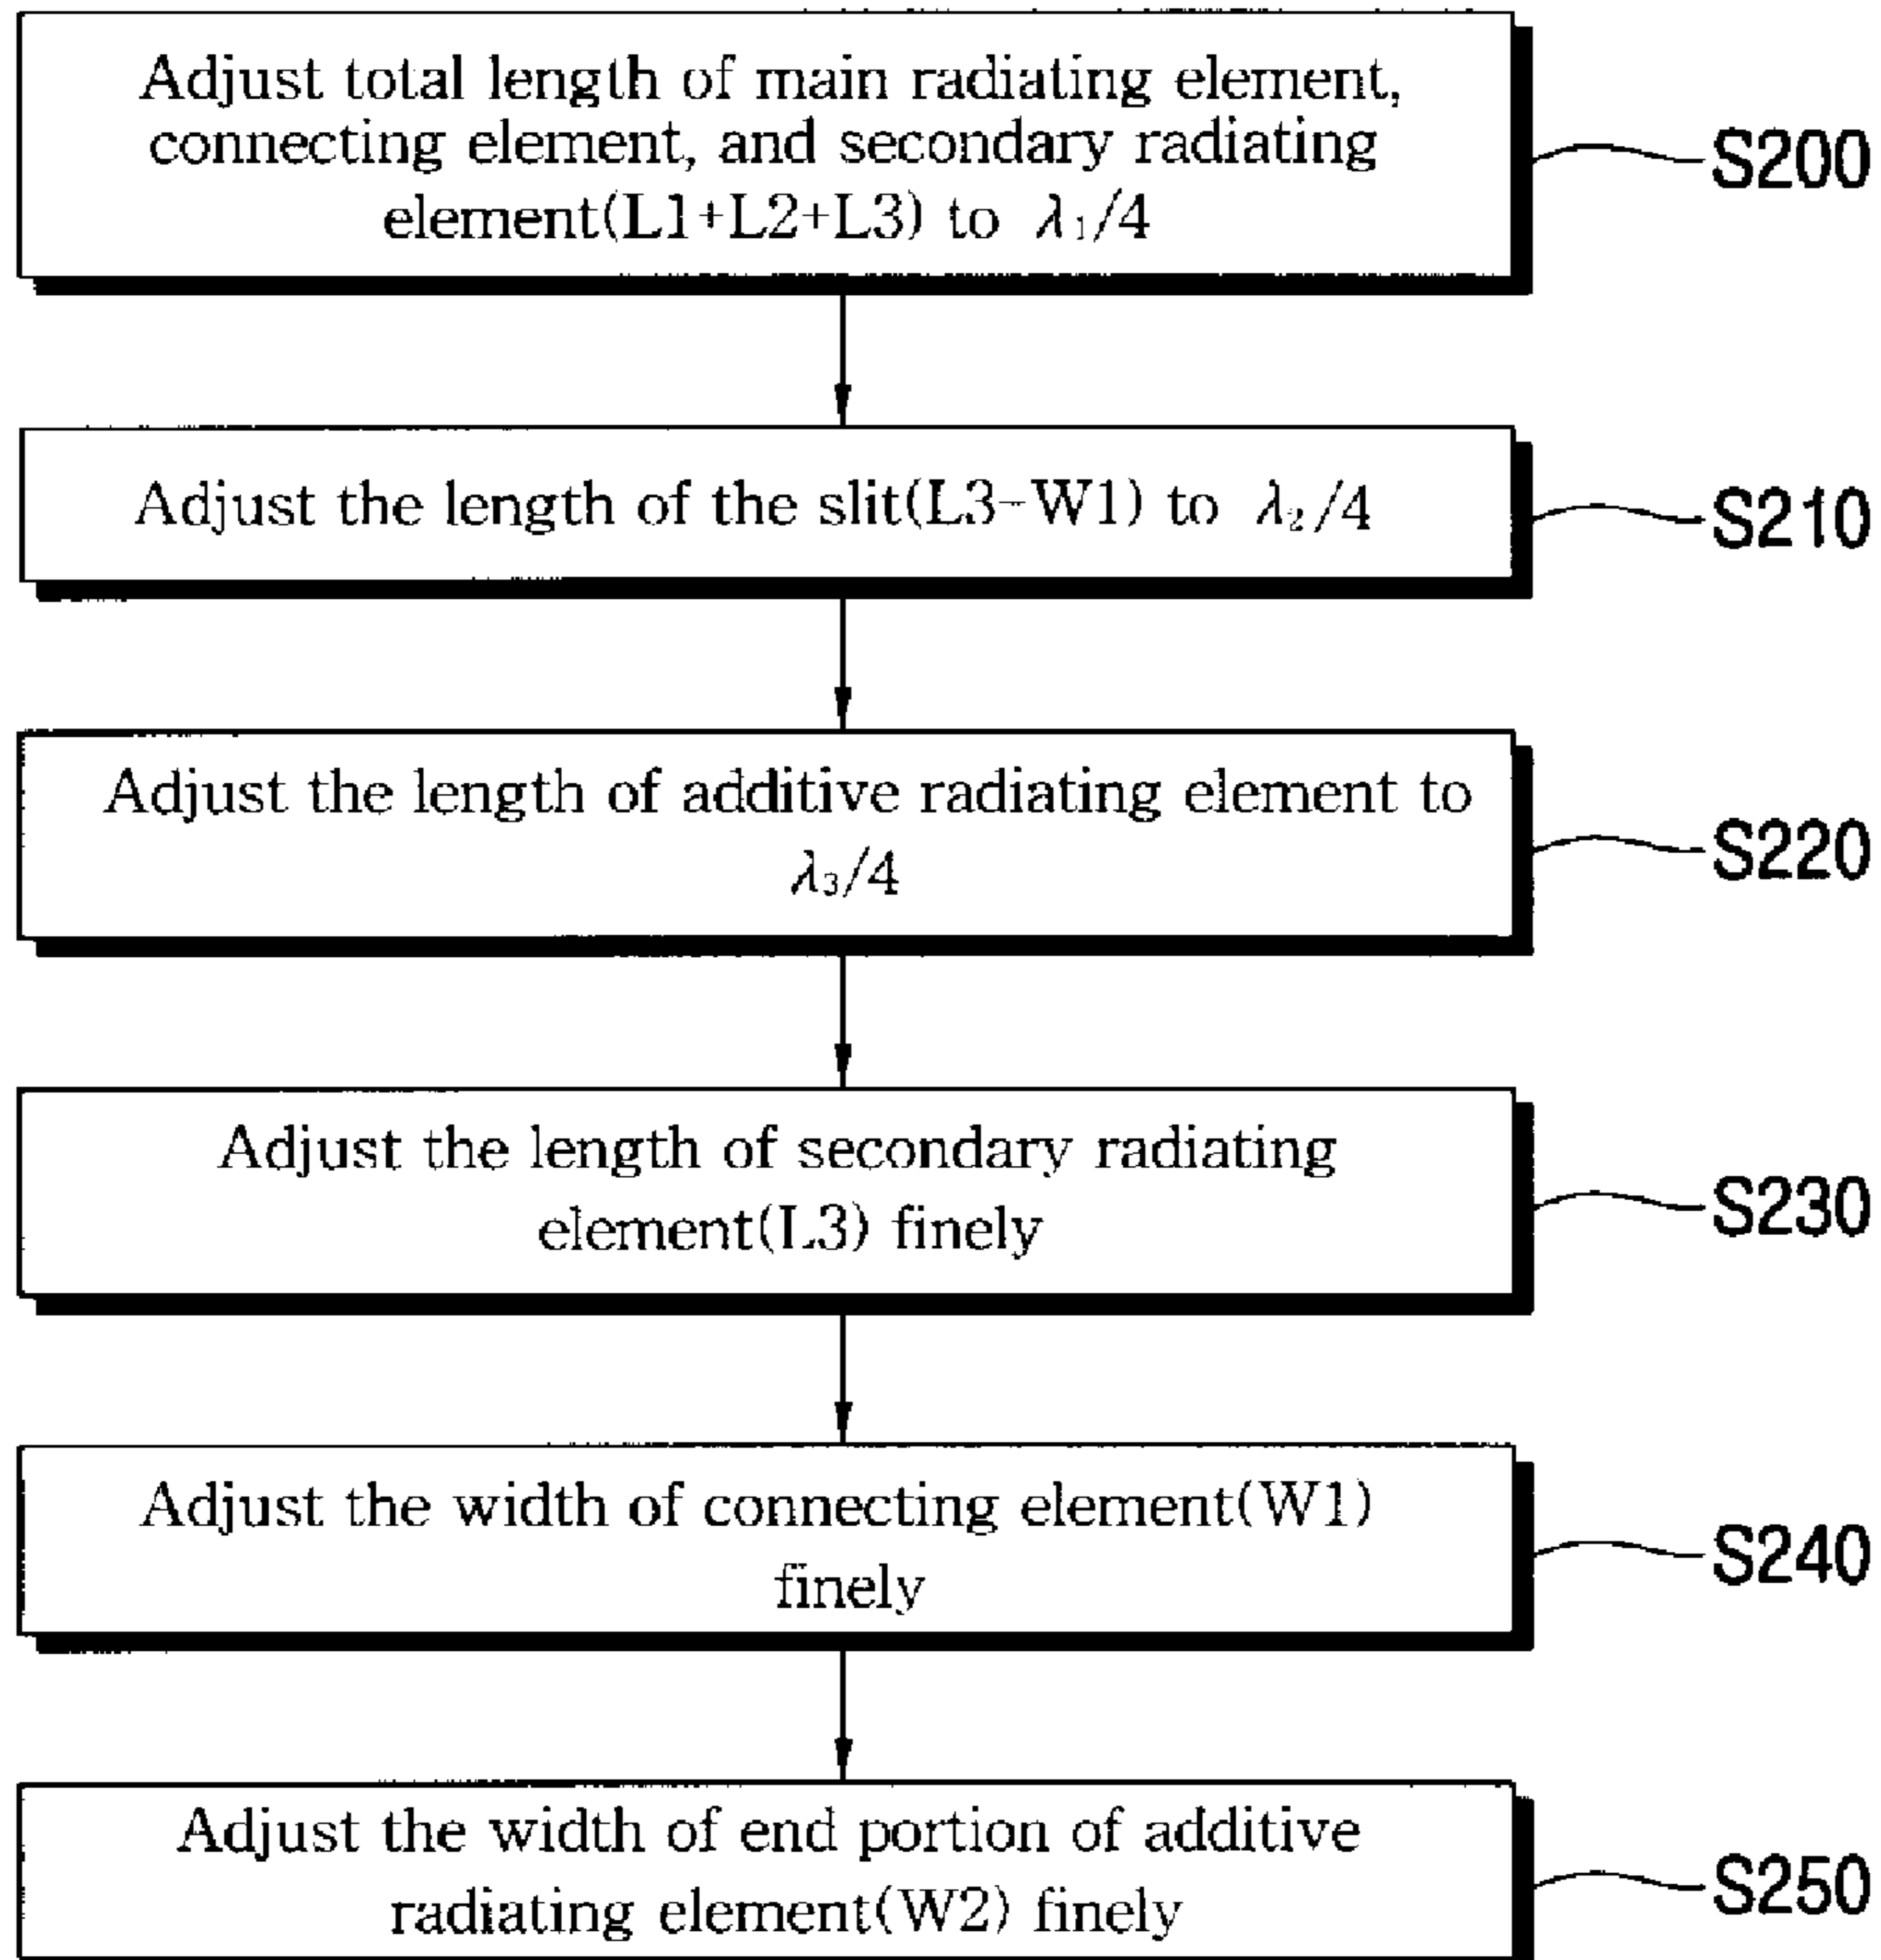 Adjust total length of main radiating element,
connecting element, and secondary radiating
element(L1+L2+L3) to λ₁/4
S200
Adjust the length of the slit(L3-W1) to λ₂/4
S210
Adjust the length of additive radiating element to
λ₃/4
S220
Adjust the length of secondary radiating
element(L3) finely
S230
Adjust the width of connecting element(W1)
finely
S240
Adjust the width of end portion of additive
radiating element(W2) finely
S250